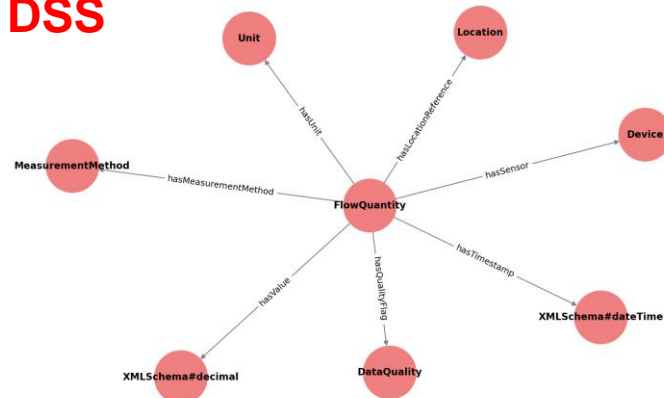 DSS
Unit
Location
Device
hasUnit
hasLocationReference
hasSensor
MeasurementMethod
hasMeasurementMethod
FlowQuantity
hasTimestamp
hasValue
hasQualityFlag
XMLSchema#dateTime
XMLSchema#decimal
DataQuality